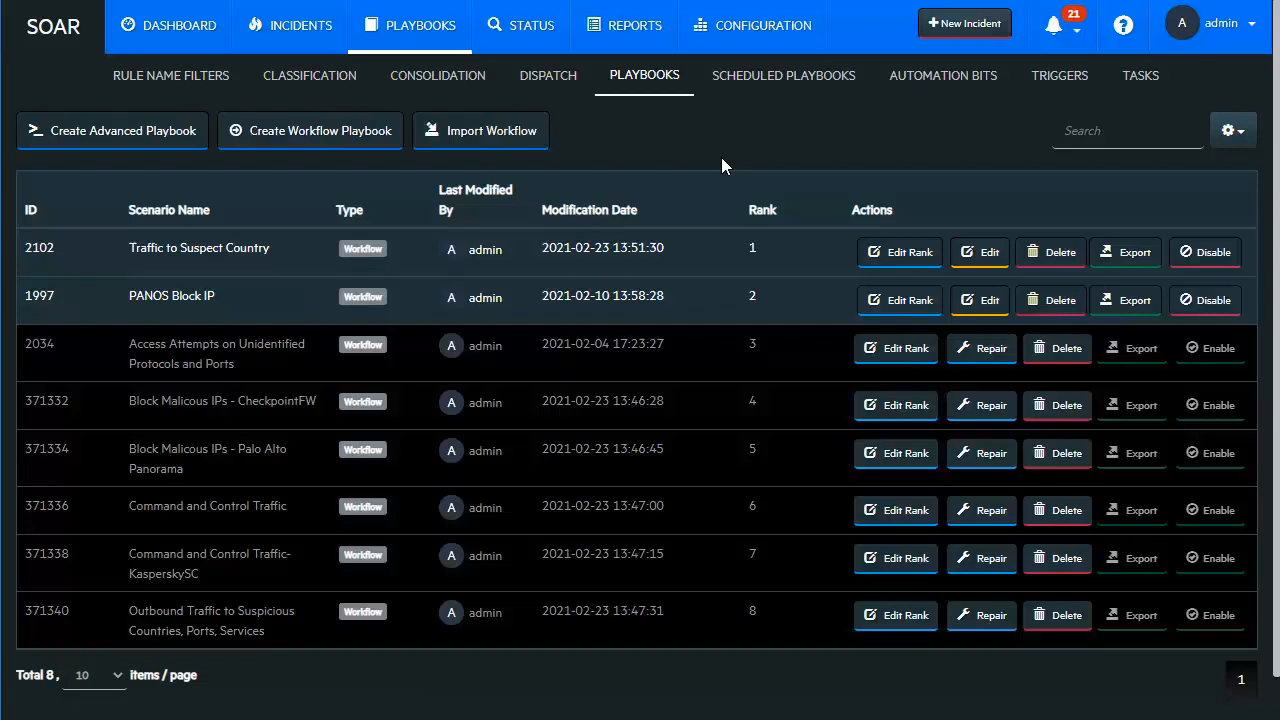 SOAR
DASHBOARD
INCIDENTS
PLAYBOOKS
STATUS
REPORTS
CONFIGURATION
New Incident
21
A
admin
RULE NAME FILTERS
CLASSIFICATION
CONSOLIDATION
DISPATCH
PLAYBOOKS
SCHEDULED PLAYBOOKS
AUTOMATION BITS
TRIGGERS
TASKS
Create Advanced Playbook
Create Workflow Playbook
Import Workflow
Search
ID
Scenario Name
Type
Last Modified
By
Modification Date
Rank
Actions
2102
Traffic to Suspect Country
Workflow
A admin
2021-02-23 13:51:30
1
Edit Rank
Edit
Delete
Export
Disable
1997
PANOS Block IP
Workflow
A admin
2021-02-10 13:58:28
2
Edit Rank
Edit
Delete
Export
Disable
2034
Access Attempts on Unidentified
Protocols and Ports
Workflow
A admin
2021-02-04 17:23:27
3
Edit Rank
Repair
Delete
Export
Enable
371332
Block Malicous IPs - CheckpointFW
Workflow
A admin
2021-02-23 13:46:28
4
Edit Rank
Repair
Delete
Export
Enable
371334
Block Malicous IPs - Palo Alto
Panorama
Workflow
A admin
2021-02-23 13:46:45
5
Edit Rank
Repair
Delete
Export
Enable
371336
Command and Control Traffic
Workflow
A admin
2021-02-23 13:47:00
6
Edit Rank
Repair
Delete
Export
Enable
371338
Command and Control Traffic-
KasperskySC
Workflow
A admin
2021-02-23 13:47:15
7
Edit Rank
Repair
Delete
Export
Enable
371340
Outbound Traffic to Suspicious
Countries, Ports, Services
Workflow
A admin
2021-02-23 13:47:31
8
Edit Rank
Repair
Delete
Export
Enable
Total 8 , 10 items / page
1